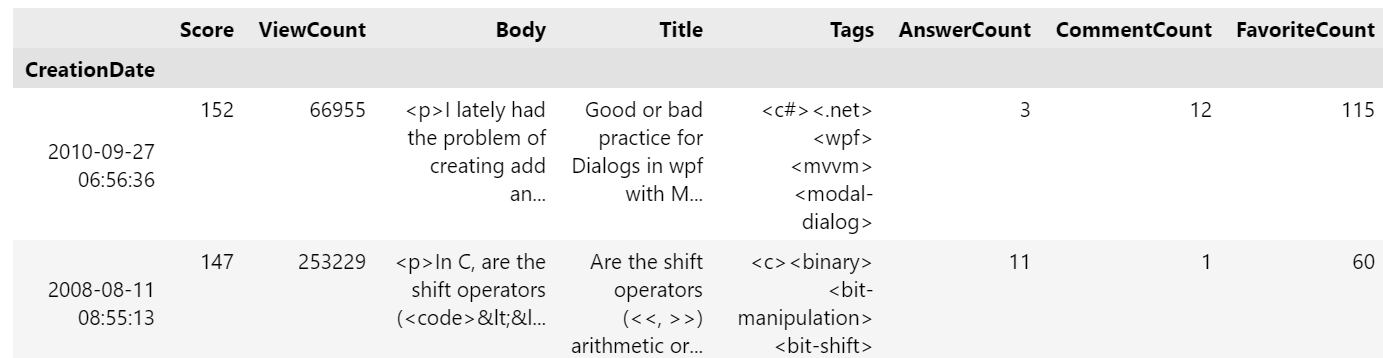 Score ViewCount Body Title Tags AnswerCount CommentCount FavoriteCount
CreationDate
2010-09-27
06:56:36
152
66955
<p>I lately had
the problem of
creating add
an...
Good or bad
practice for
Dialogs in wpf
with M...
<c#><.net>
<wpf>
<mvvm>
<modal-
dialog>
3
12
115
2008-08-11
08:55:13
147
253229
<p>In C, are the
shift operators
(<code>&lt;&l...
Are the shift
operators
(<<, >>)
arithmetic or...
<c><binary>
<bit-
manipulation>
<bit-shift>
11
1
60